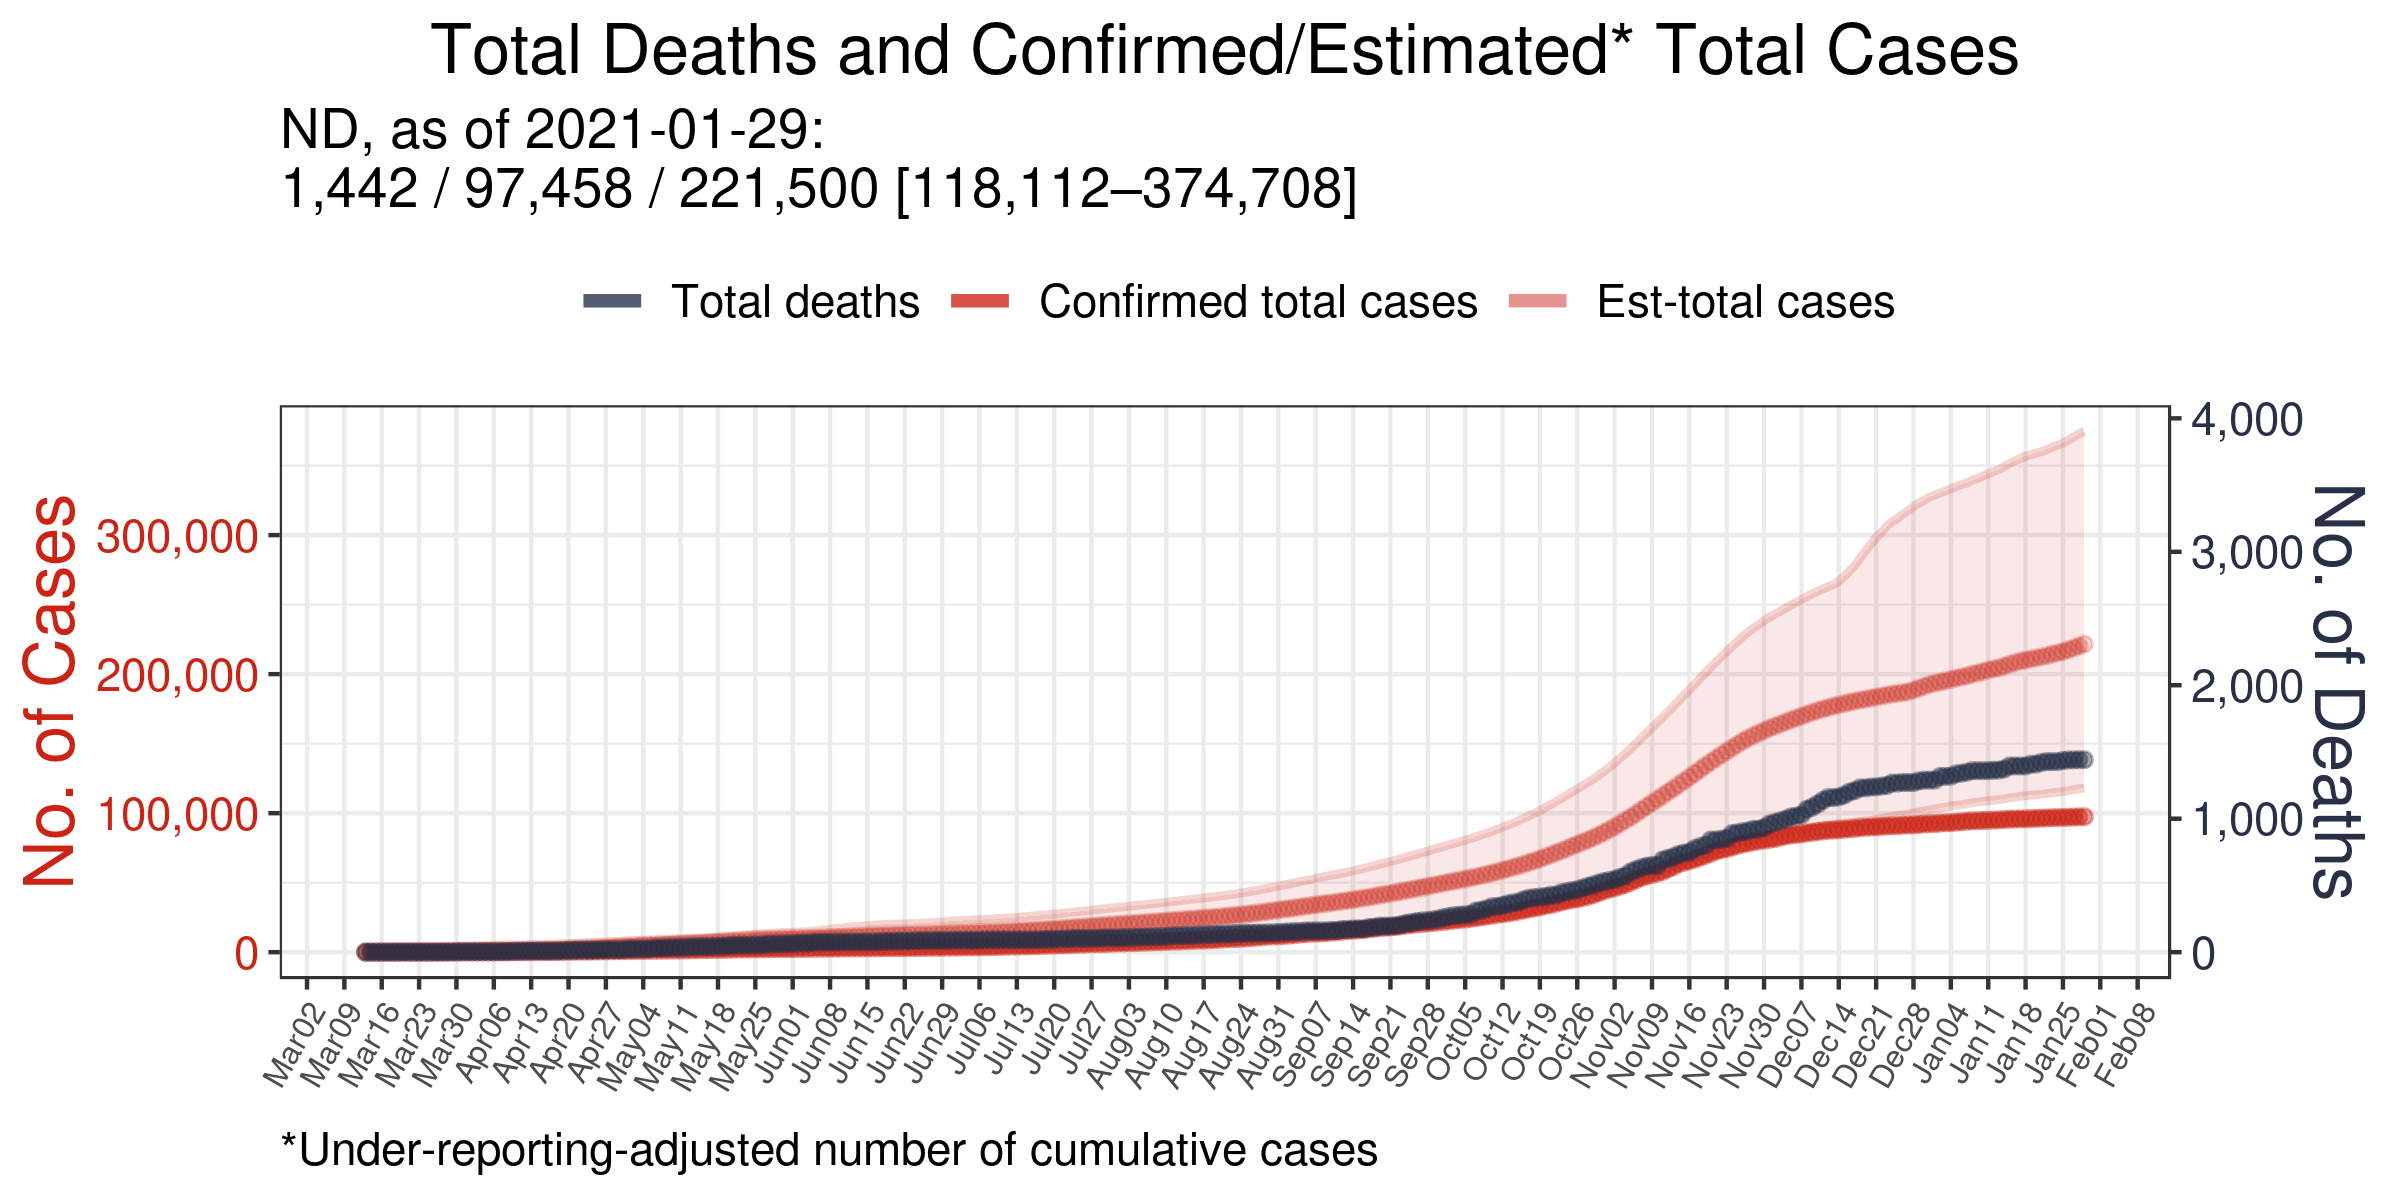 Total Deaths and Confirmed/Estimated* Total Cases
ND, as of 2021-01-29:
1,442 / 97,458 / 221,500 [118,112–374,708]
Total deaths
Confirmed total cases
Est-total cases
No. of Cases
300,000
200,000
100,000
0
4,000
3,000
2,000
1,000
0
No. of Deaths
Mar02
Mar09
Mar16
Mar23
Mar30
Apr06
Apr13
Apr20
Apr27
May04
May11
May18
May25
Jun01
Jun08
Jun15
Jun22
Jun29
Jul06
Jul13
Jul20
Jul27
Aug03
Aug10
Aug17
Aug24
Aug31
Sep07
Sep14
Sep21
Sep28
Oct05
Oct12
Oct19
Oct26
Nov02
Nov09
Nov16
Nov23
Nov30
Dec07
Dec14
Dec21
Dec28
Jan04
Jan11
Jan18
Jan25
Feb01
Feb08
*Under-reporting-adjusted number of cumulative cases